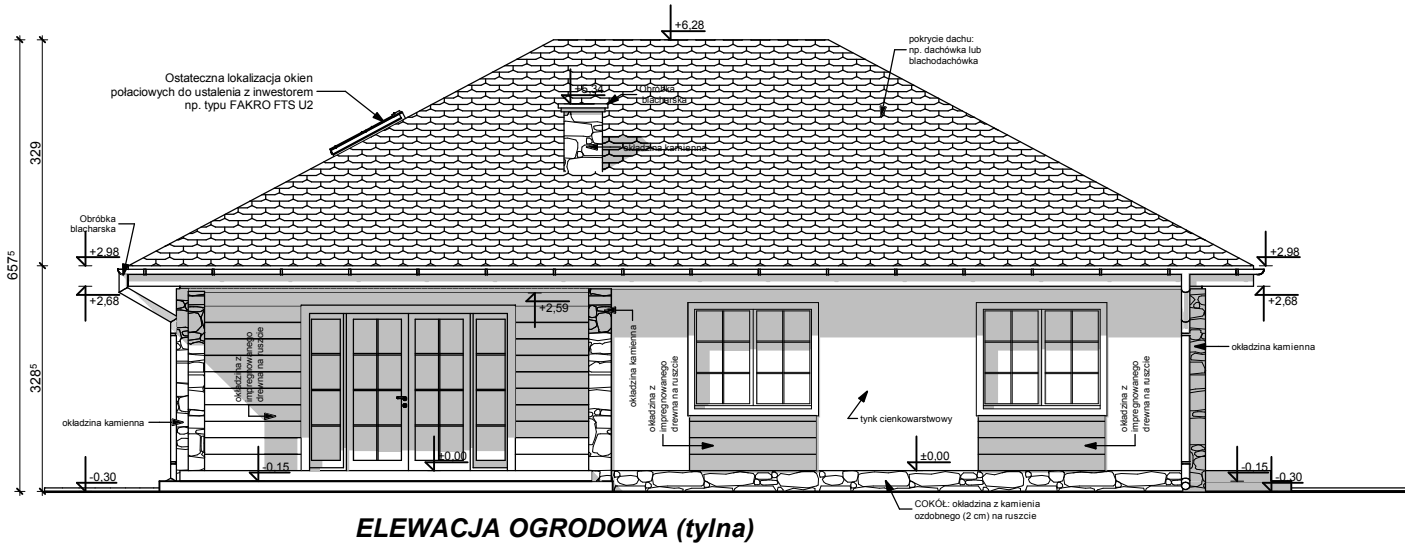 +6,28
pokrycie dachu:
np. dachówka lub
blachodachówka
Ostateczna lokalizacja okien
połaciowych do ustalenia z inwestorem
np. typu FAKRO FTS U2
+5,34
Obróbka
blacharska
okładzina kamienna
329
Obróbka
blacharska
+2,98
+2,98
657⁵
+2,68
+2,59
+2,68
okładzina z
impregnowanego
drewna na ruszcie
okładzina kamienna
okładzina kamienna
328⁵
okładzina z
impregnowanego
drewna na ruszcie
tynk cienkowarstwowy
okładzina z
impregnowanego
drewna na ruszcie
okładzina kamienna
±0,00
±0,00
-0,15
-0,15
-0,30
-0,30
COKÓŁ: okładzina z kamienia
ozdobnego (2 cm) na ruszcie
ELEWACJA OGRODOWA (tylna)